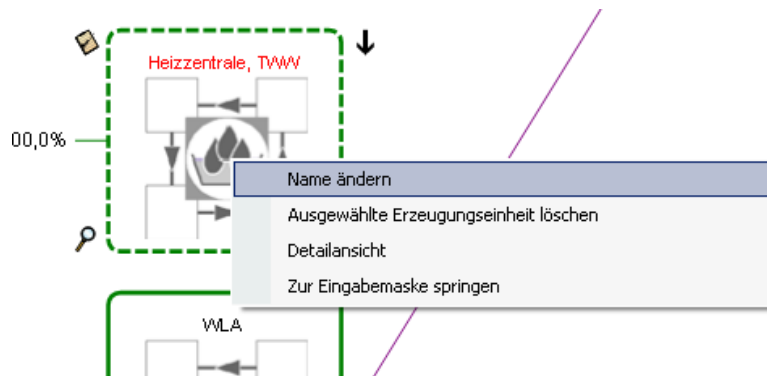 Heizzentrale, TWW
00,0%
Name ändern
Ausgewählte Erzeugungseinheit löschen
Detailansicht
Zur Eingabemaske springen
WLA